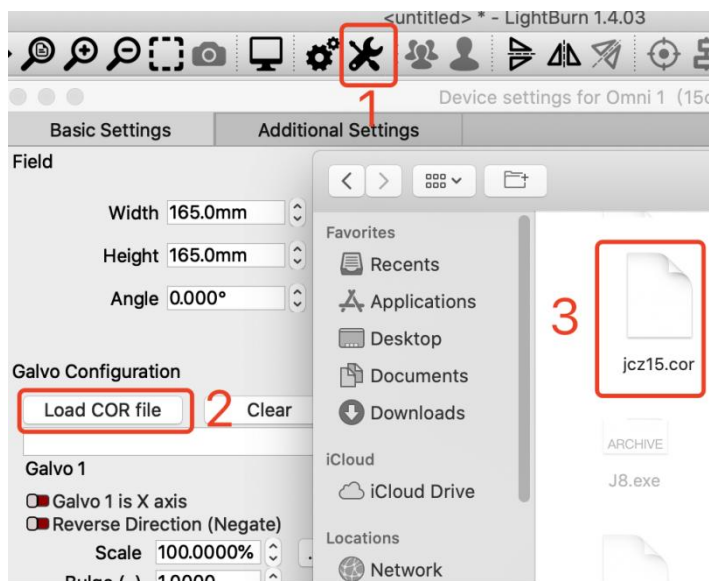 <untitled> * - LightBurn 1.4.03
1
Device settings for Omni 1 (15
Basic Settings
Additional Settings
Field
Width 165.0mm
Height 165.0mm
Angle 0.000°
Galvo Configuration
Load COR file
2
Clear
Galvo 1
Galvo 1 is X axis
Reverse Direction (Negate)
Scale 100.0000%
Favorites
Recents
Applications
Desktop
Documents
Downloads
iCloud
iCloud Drive
Locations
Network
3
jcz15.cor
ARCHIVE
J8.exe